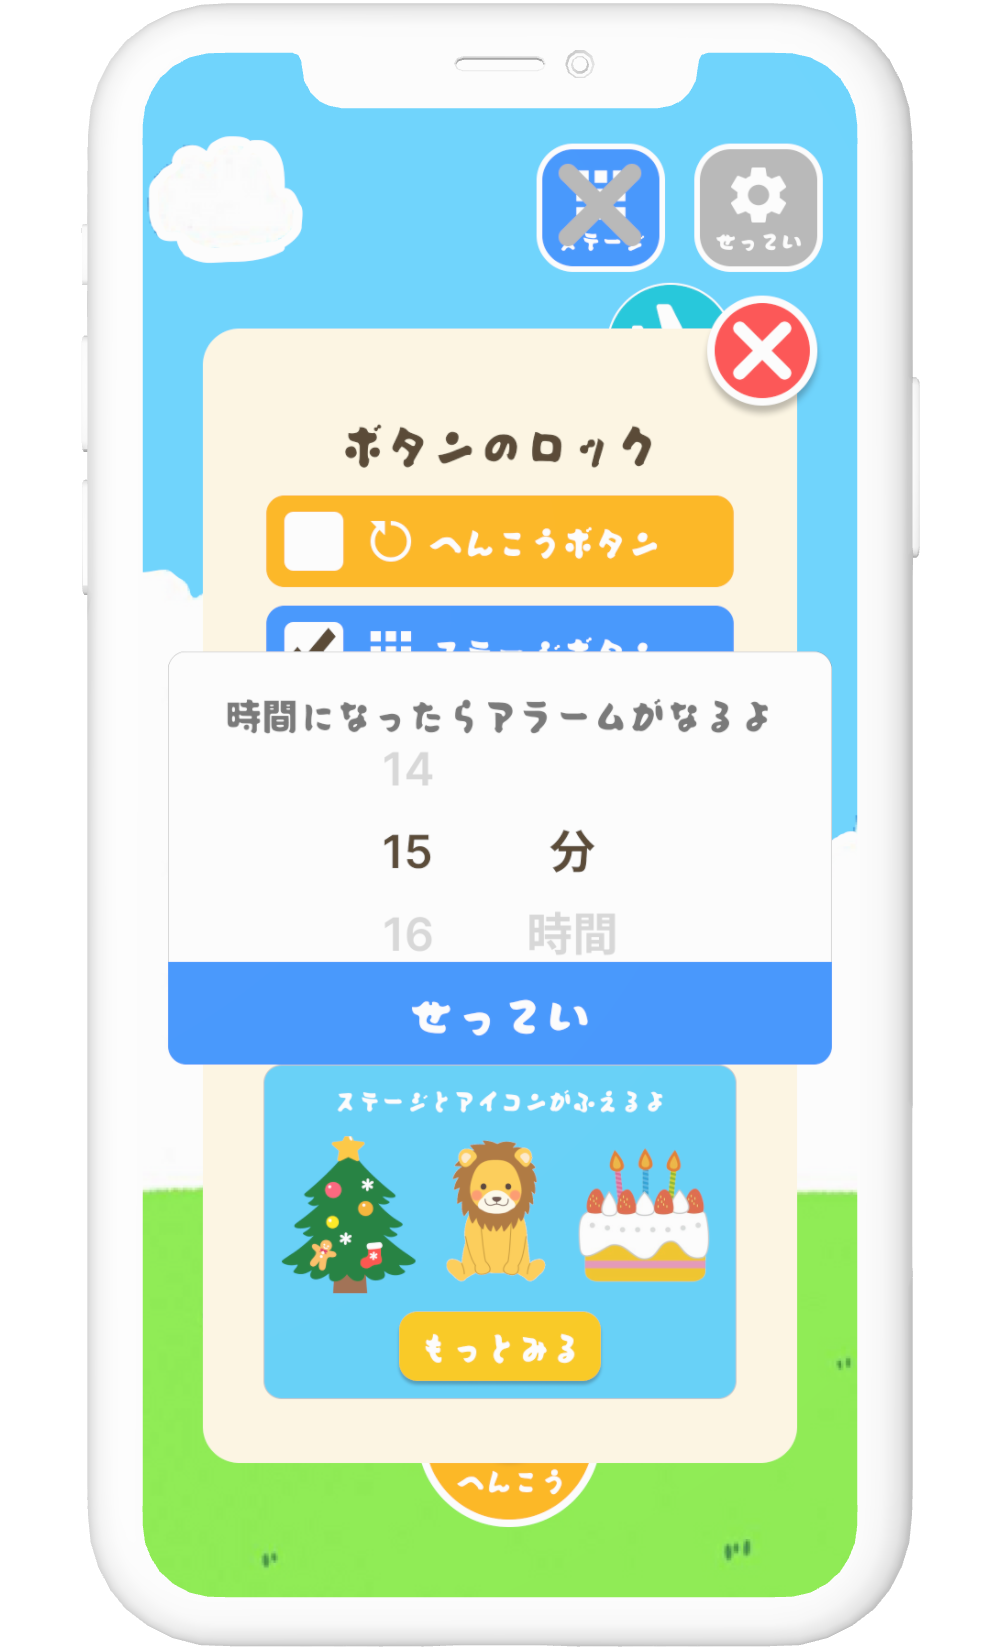 ステージ
せってい
ボタンのロック
へんこうボタン
ステージボタン
時間になったらアラームがなるよ
14
15 分
16 時間
せってい
ステージとアイコンがふえるよ
もっとみる
へんこう